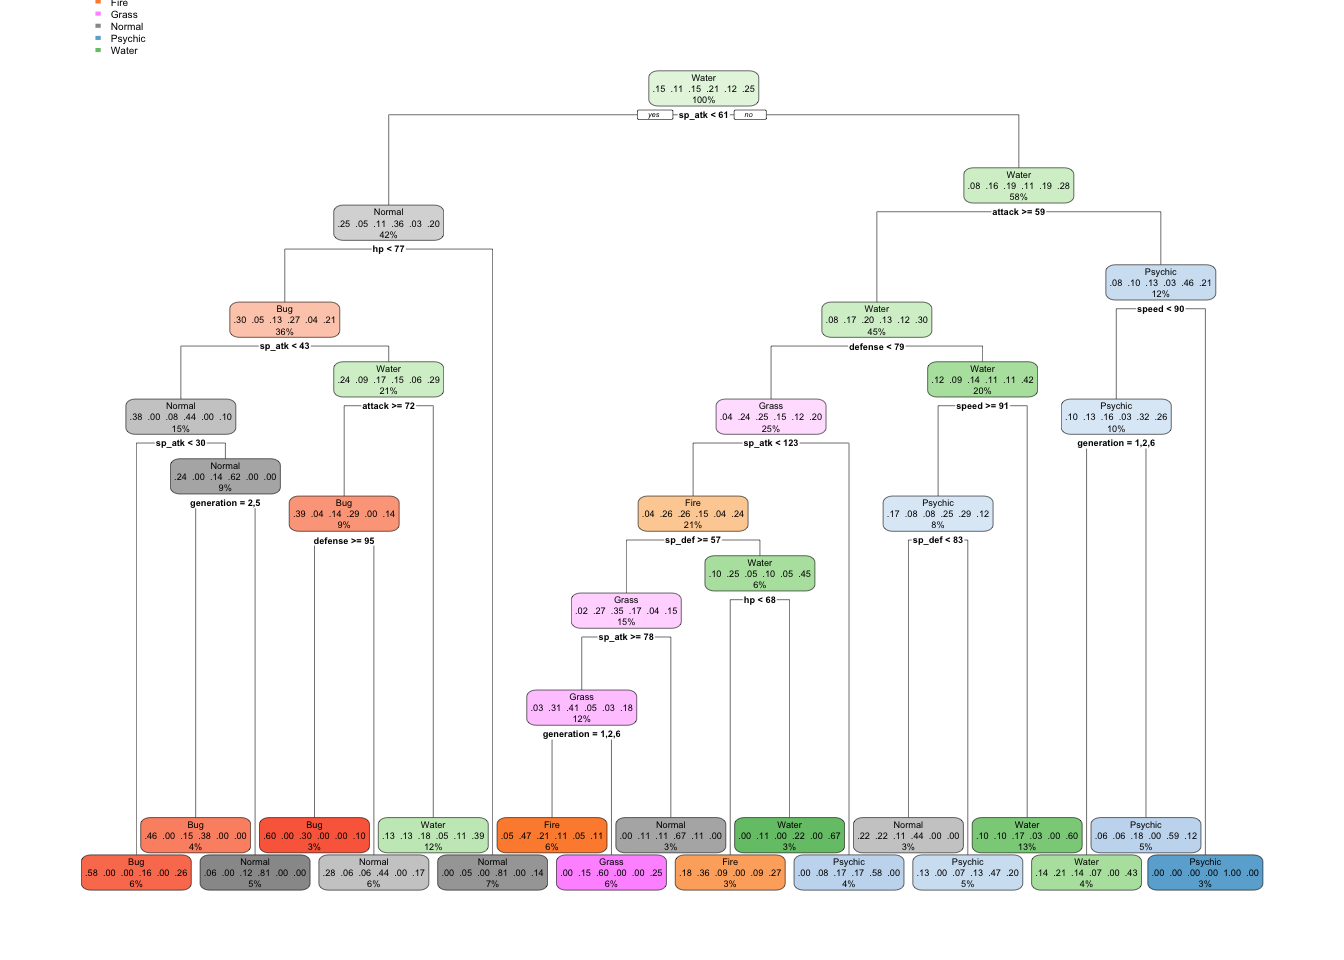 Fire
Grass
Normal
Psychic
Water
Water
.15 .11 .15 .21 .12 .25
100%
yes sp_atk < 61 no
Water
.08 .16 .19 .11 .19 .28
58%
attack >= 59
Normal
.25 .05 .11 .36 .03 .20
42%
hp < 77
Psychic
.08 .10 .13 .03 .46 .21
12%
speed < 90
Bug
.30 .05 .13 .27 .04 .21
36%
sp_atk < 43
Water
.08 .17 .20 .13 .12 .30
45%
defense < 79
Water
.24 .09 .17 .15 .06 .29
21%
attack >= 72
Water
.12 .09 .14 .11 .11 .42
20%
speed >= 91
Normal
.38 .00 .08 .44 .00 .10
15%
sp_atk < 30
Grass
.04 .24 .25 .15 .12 .20
25%
sp_atk < 123
Psychic
.10 .13 .16 .03 .32 .26
10%
generation = 1,2,6
Normal
.24 .00 .14 .62 .00 .00
9%
generation = 2,5
Bug
.39 .04 .14 .29 .00 .14
9%
defense >= 95
Fire
.04 .26 .26 .15 .04 .24
21%
sp_def >= 57
Psychic
.17 .08 .08 .25 .29 .12
8%
sp_def < 83
Water
.10 .25 .05 .10 .05 .45
6%
hp < 68
Grass
.02 .27 .35 .17 .04 .15
15%
sp_atk >= 78
Grass
.03 .31 .41 .05 .03 .18
12%
generation = 1,2,6
Bug
.46 .00 .15 .38 .00 .00
4%
Bug
.60 .00 .30 .00 .00 .10
3%
Water
.13 .13 .18 .05 .11 .39
12%
Fire
.05 .47 .21 .11 .05 .11
6%
Normal
.00 .11 .11 .67 .11 .00
3%
Water
.00 .11 .00 .22 .00 .67
3%
Normal
.22 .22 .11 .44 .00 .00
3%
Water
.10 .10 .17 .03 .00 .60
13%
Psychic
.06 .06 .18 .00 .59 .12
5%
Bug
.58 .00 .00 .16 .00 .26
6%
Normal
.06 .00 .12 .81 .00 .00
5%
Normal
.28 .06 .06 .44 .00 .17
6%
Normal
.00 .05 .00 .81 .00 .14
7%
Grass
.00 .15 .60 .00 .00 .25
6%
Fire
.18 .36 .09 .00 .09 .27
3%
Psychic
.00 .08 .17 .17 .58 .00
4%
Psychic
.13 .00 .07 .13 .47 .20
5%
Water
.14 .21 .14 .07 .00 .43
4%
Psychic
.00 .00 .00 .00 1.00 .00
3%